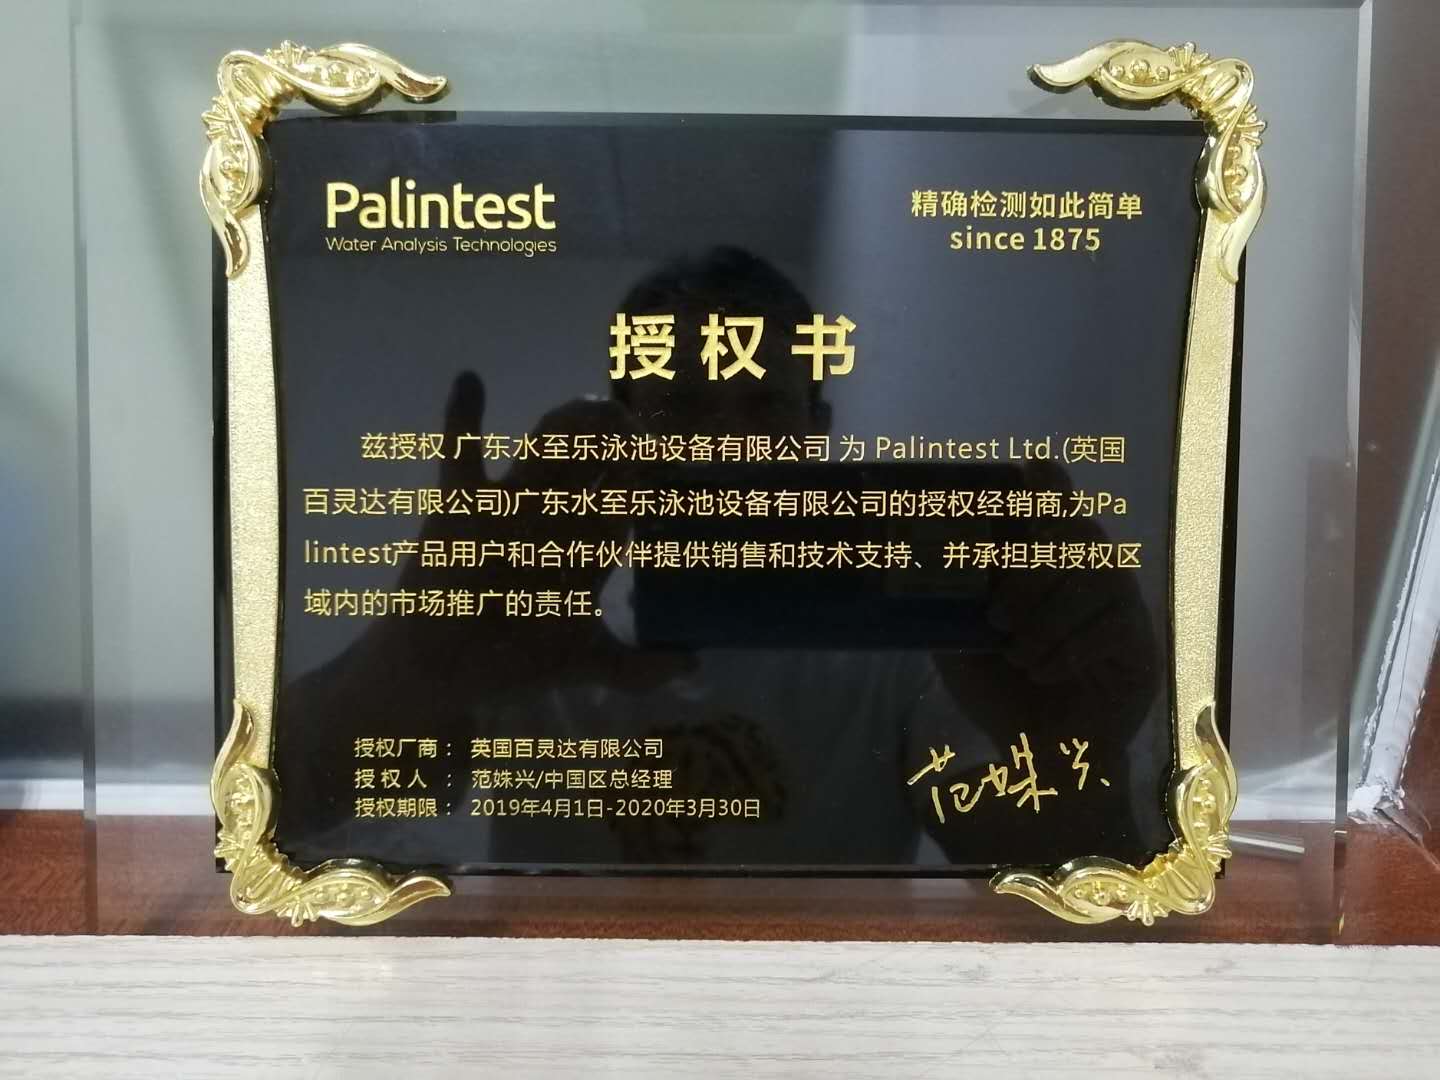 Palintest
Water Analysis Technologies
精确检测如此简单
since 1875
授权书
兹授权 广东水至乐泳池设备有限公司 为 Palintest Ltd.(英国
百灵达有限公司)广东水至乐泳池设备有限公司的授权经销商,为Pa
lintest产品用户和合作伙伴提供销售和技术支持、并承担其授权区
域内的市场推广的责任。
授权厂商： 英国百灵达有限公司
授 权 人 ： 范姝兴/中国区总经理
授权期限： 2019年4月1日-2020年3月30日
范姝兴